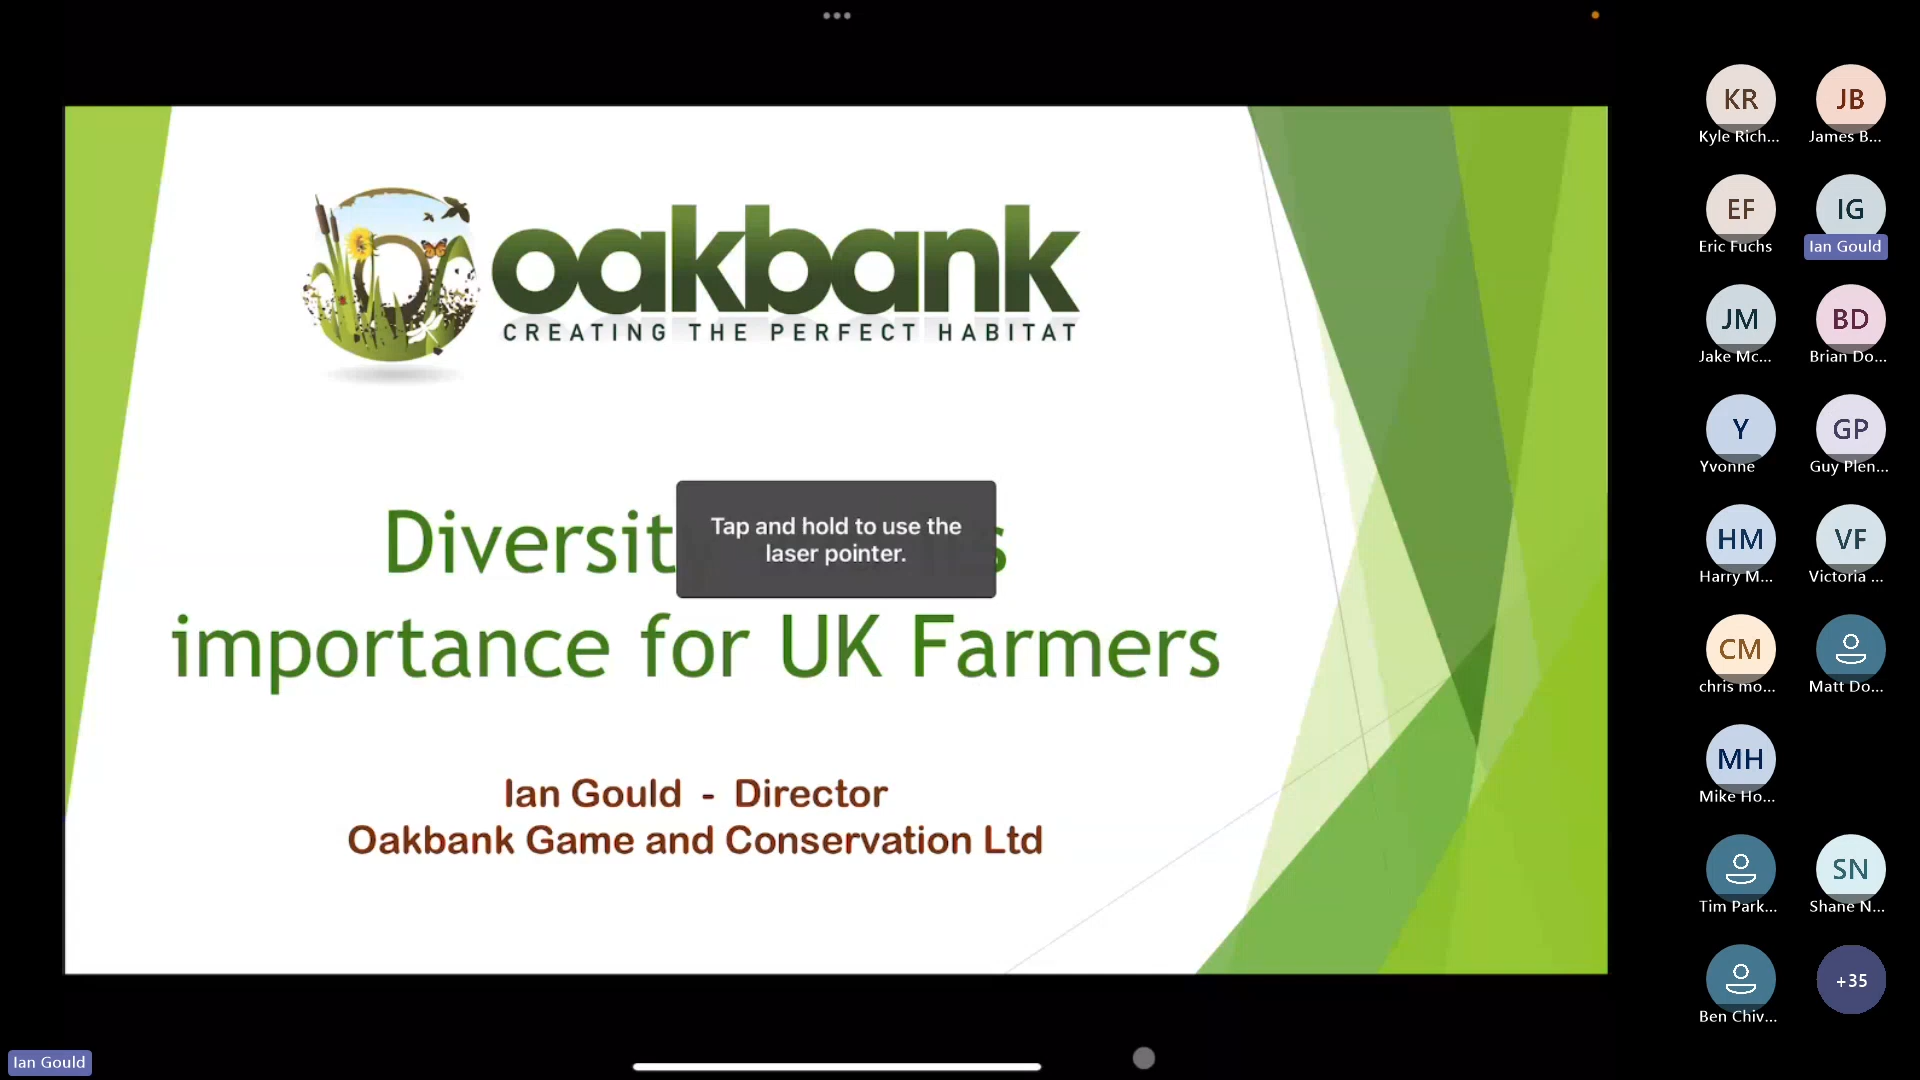 oakbank
CREATING THE PERFECT HABITAT
Diversit
s
importance for UK Farmers
Tap and hold to use the
laser pointer.
Ian Gould - Director
Oakbank Game and Conservation Ltd
KR
Kyle Rich...
JB
James B...
EF
Eric Fuchs
IG
Ian Gould
JM
Jake Mc...
BD
Brian Do...
Y
Yvonne
GP
Guy Plen...
HM
Harry M...
VF
Victoria ...
CM
chris mo...
Matt Do...
MH
Mike Ho...
Tim Park...
SN
Shane N...
Ben Chiv...
+35
Ian Gould